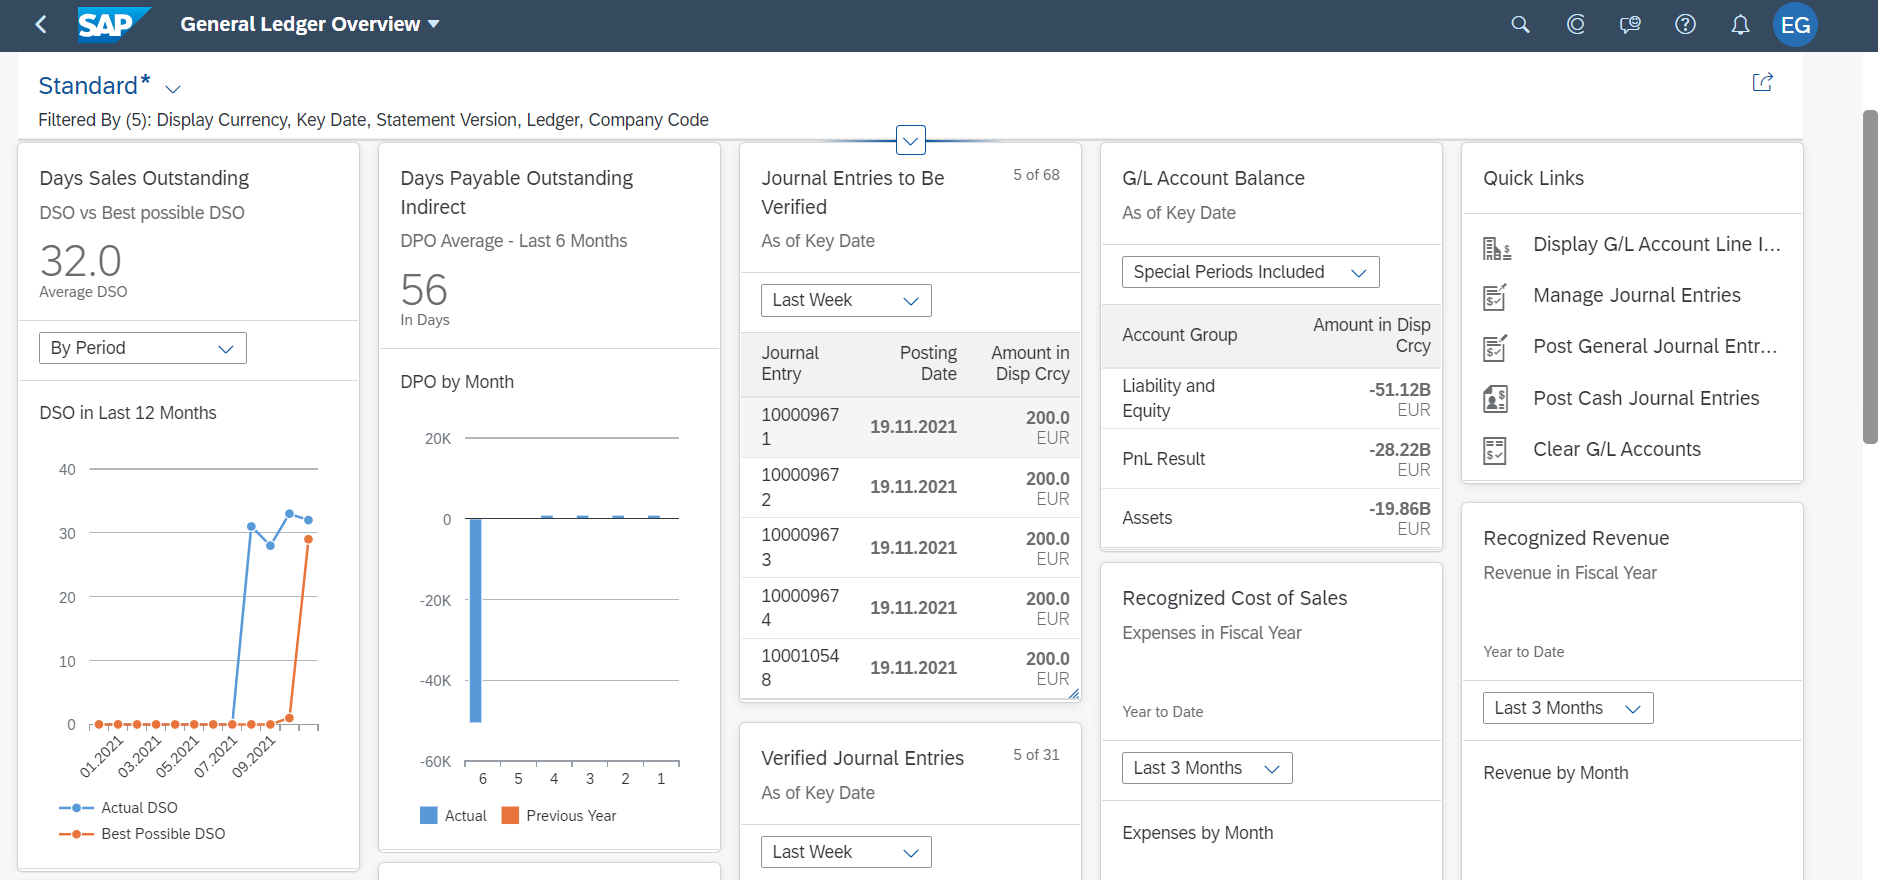 SAP
General Ledger Overview
EG
Standard*
Filtered By (5): Display Currency, Key Date, Statement Version, Ledger, Company Code
Days Sales Outstanding
DSO vs Best possible DSO
32.0
Average DSO
By Period
DSO in Last 12 Months
40
30
20
10
0
01.2021
03.2021
05.2021
07.2021
09.2021
Actual DSO
Best Possible DSO
Days Payable Outstanding
Indirect
DPO Average - Last 6 Months
56
In Days
DPO by Month
20K
0
-20K
-40K
-60K
6 5 4 3 2 1
Actual Previous Year
Journal Entries to Be
Verified
5 of 68
As of Key Date
Last Week
Journal
Entry
Posting
Date
Amount in
Disp Crcy
10000967
1
19.11.2021
200.0
EUR
10000967
2
19.11.2021
200.0
EUR
10000967
3
19.11.2021
200.0
EUR
10000967
4
19.11.2021
200.0
EUR
10001054
8
19.11.2021
200.0
EUR
Verified Journal Entries
5 of 31
As of Key Date
Last Week
G/L Account Balance
As of Key Date
Special Periods Included
Account Group
Amount in Disp
Crcy
Liability and
Equity
-51.12B
EUR
PnL Result
-28.22B
EUR
Assets
-19.86B
EUR
Recognized Cost of Sales
Expenses in Fiscal Year
Year to Date
Last 3 Months
Expenses by Month
Quick Links
Display G/L Account Line I...
Manage Journal Entries
Post General Journal Entr...
Post Cash Journal Entries
Clear G/L Accounts
Recognized Revenue
Revenue in Fiscal Year
Year to Date
Last 3 Months
Revenue by Month